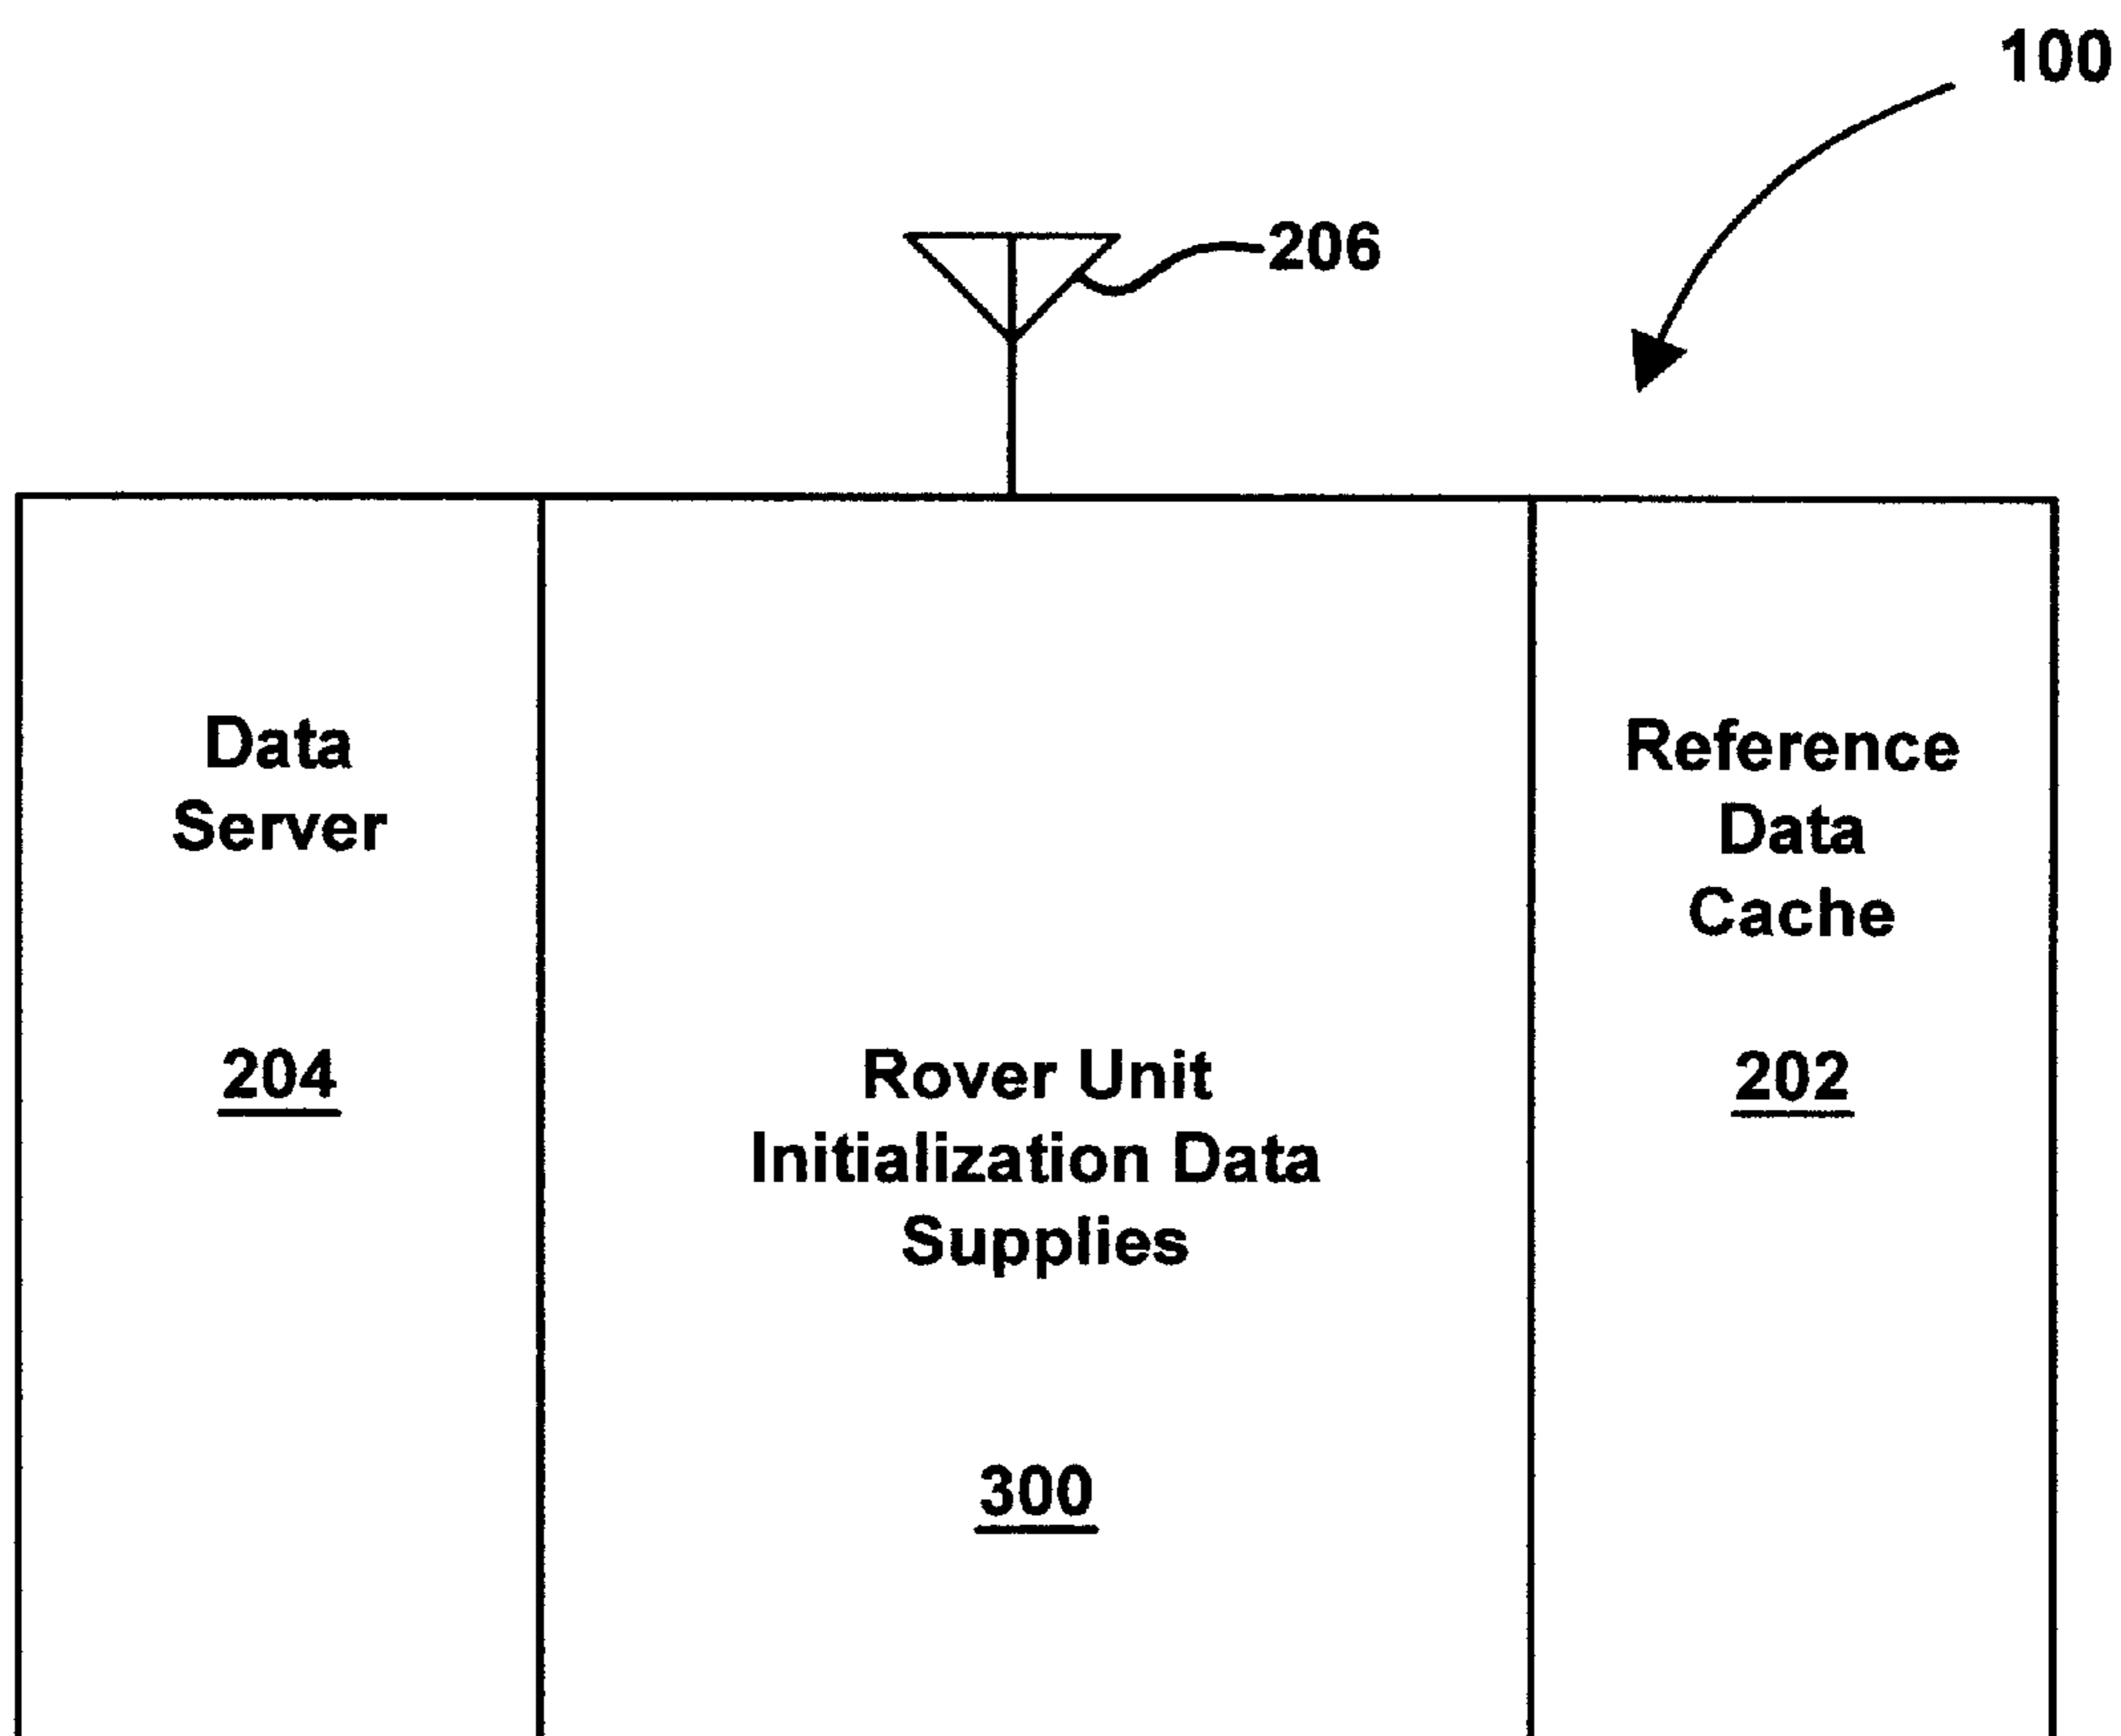 100
206
Data
Server
204
Rover Unit
Initialization Data
Supplies
300
Reference
Data
Cache
202